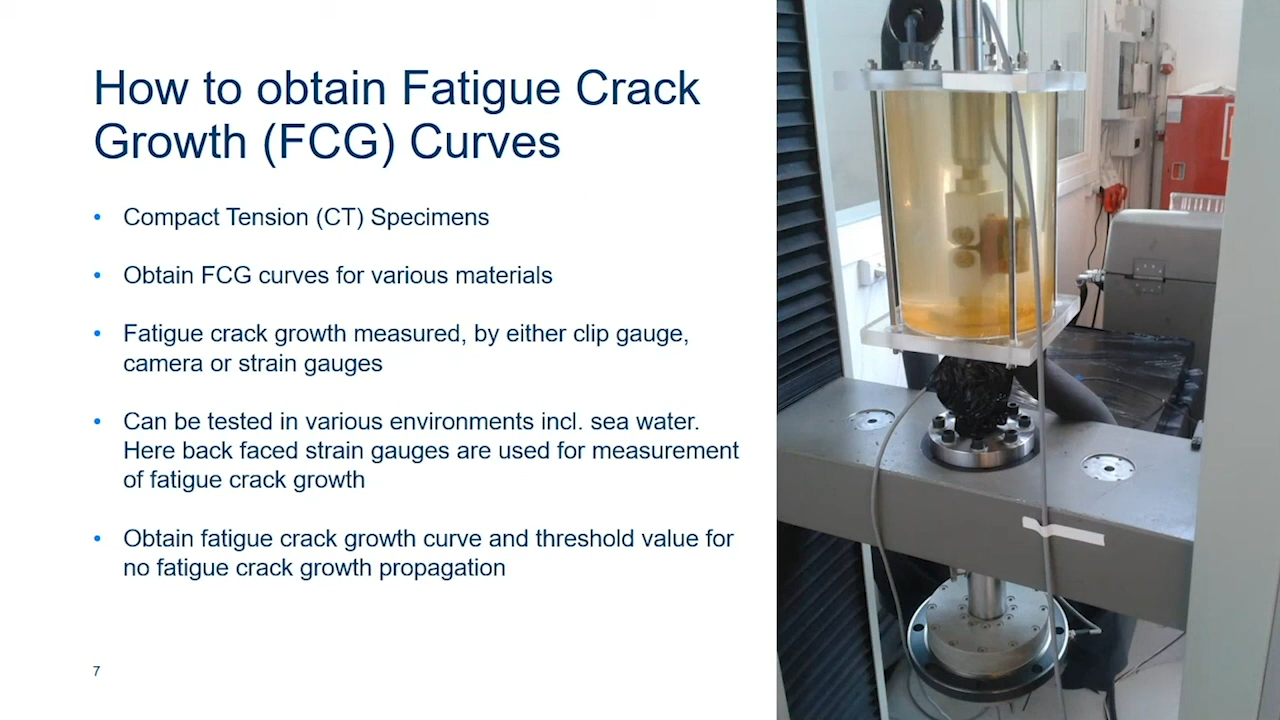 How to obtain Fatigue Crack
Growth (FCG) Curves
• Compact Tension (CT) Specimens
• Obtain FCG curves for various materials
• Fatigue crack growth measured, by either clip gauge,
camera or strain gauges
• Can be tested in various environments incl. sea water.
Here back faced strain gauges are used for measurement
of fatigue crack growth
• Obtain fatigue crack growth curve and threshold value for
no fatigue crack growth propagation
7